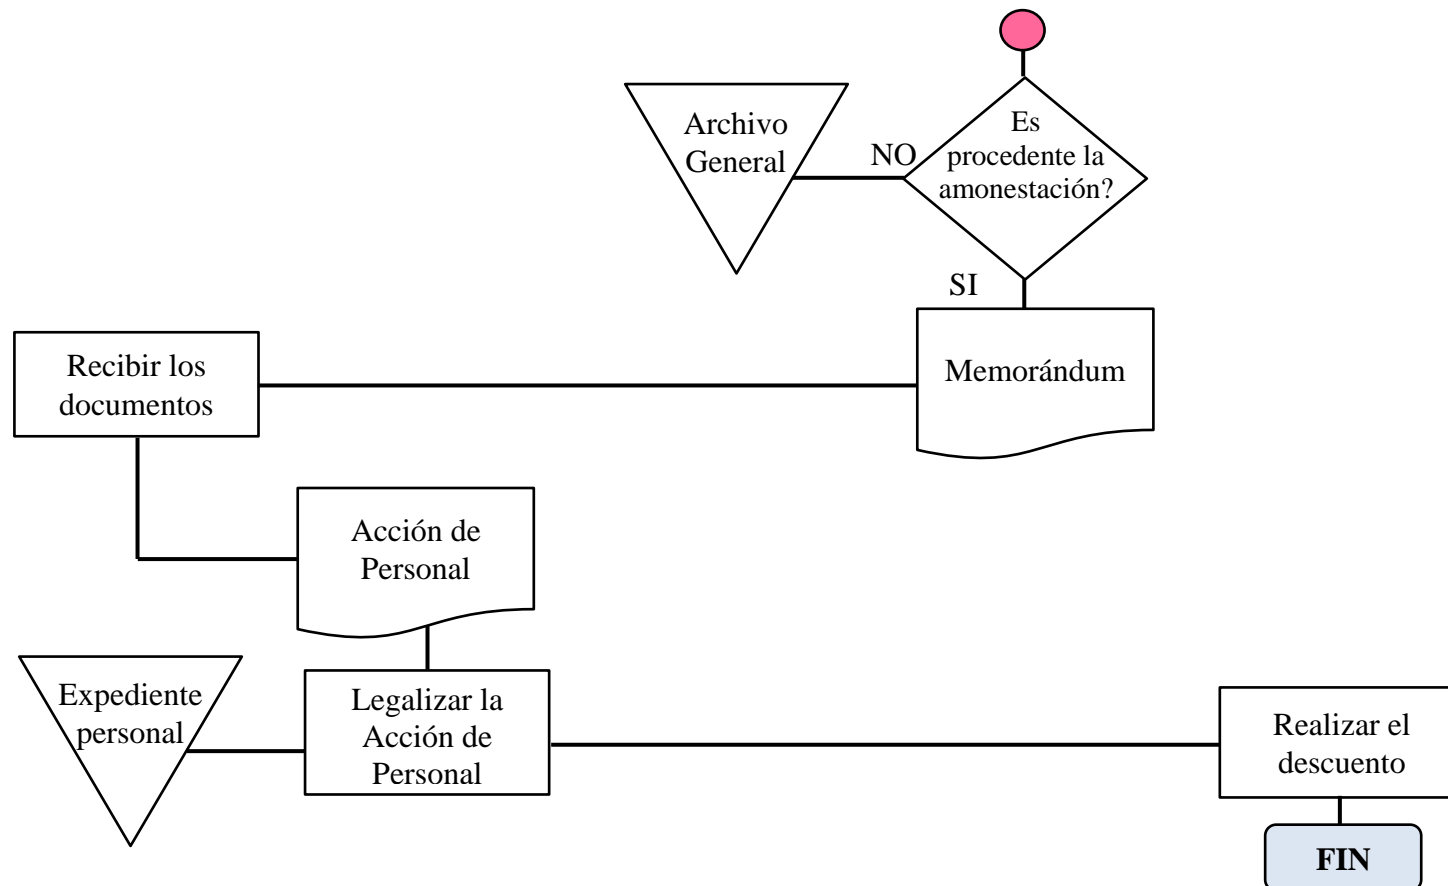 Es
procedente la
amonestación?
NO
Archivo
General
SI
Memorándum
Recibir los
documentos
Acción de
Personal
Legalizar la
Acción de
Personal
Expediente
personal
Realizar el
descuento
FIN